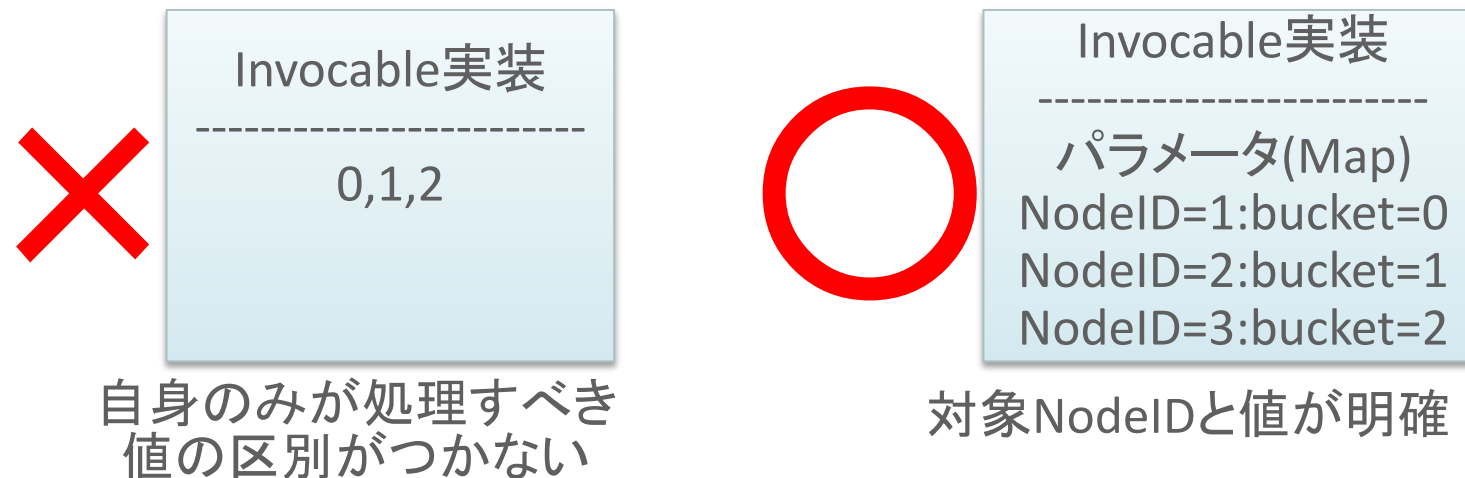 Invocable実装
------------------------
0,1,2
自身のみが処理すべき
値の区別がつかない
Invocable実装
------------------------
パラメータ(Map)
NodeID=1:bucket=0
NodeID=2:bucket=1
NodeID=3:bucket=2
対象NodeIDと値が明確